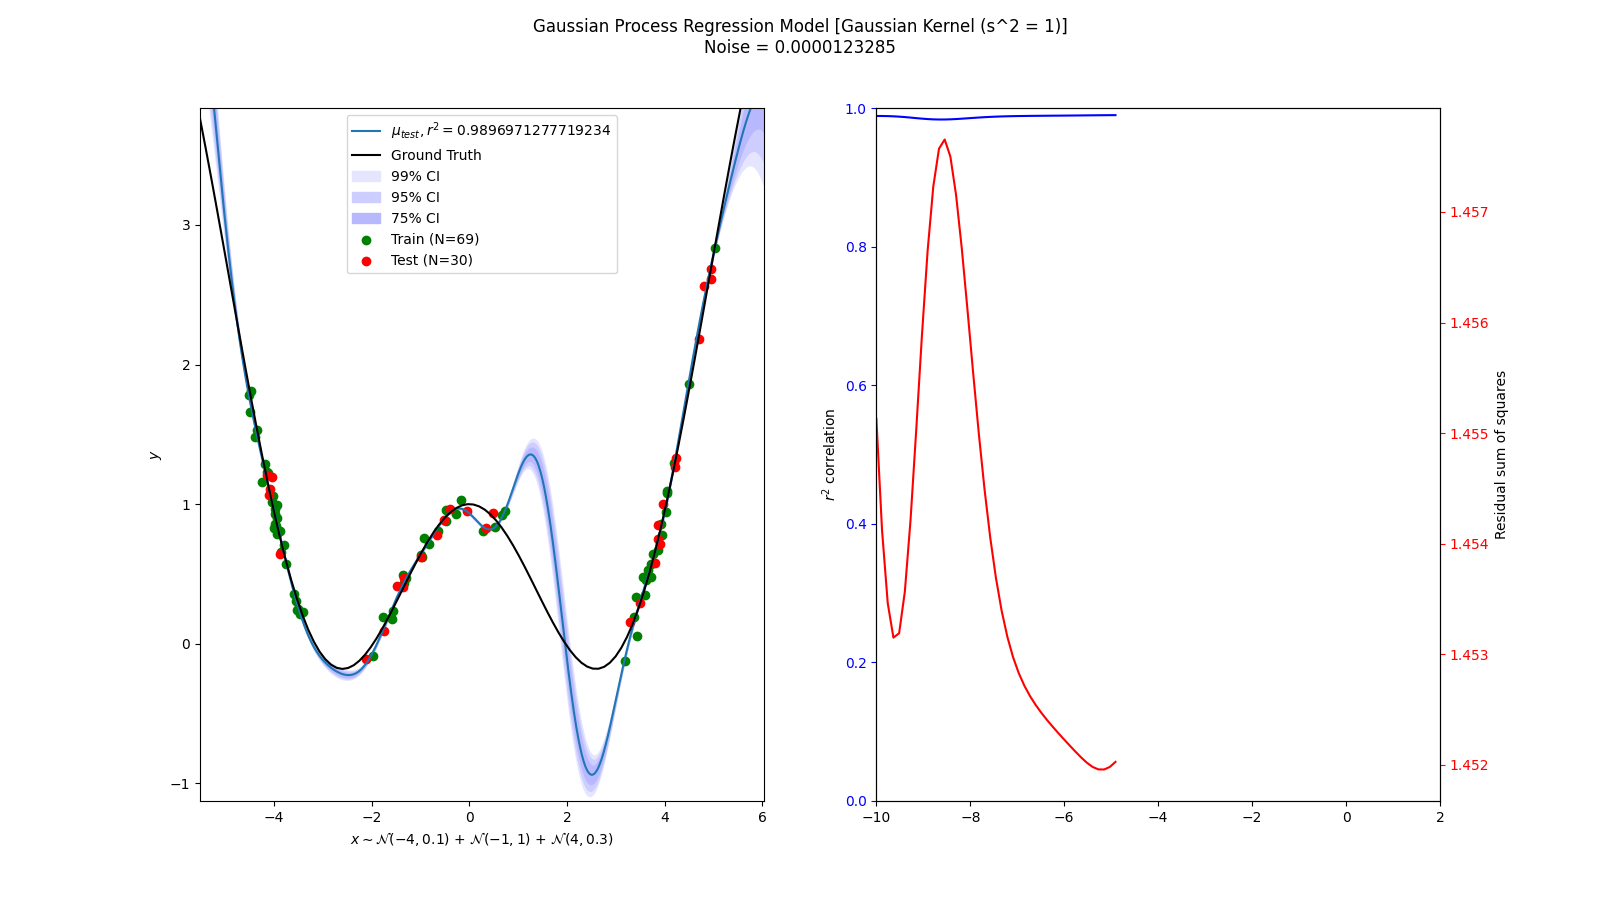 Gaussian Process Regression Model [Gaussian Kernel (s^2 = 1)]
Noise = 0.0000123285
μtest, r² = 0.9896971277719234
Ground Truth
99% CI
95% CI
75% CI
Train (N=69)
Test (N=30)
3
2
1
0
−1
y
−4
−2
0
2
4
6
x ∼ 𝒩(−4, 0.1) + 𝒩(−1, 1) + 𝒩(4, 0.3)
1.0
0.8
0.6
0.4
0.2
0.0
r² correlation
−10
−8
−6
−4
−2
0
2
1.457
1.456
1.455
1.454
1.453
1.452
Residual sum of squares